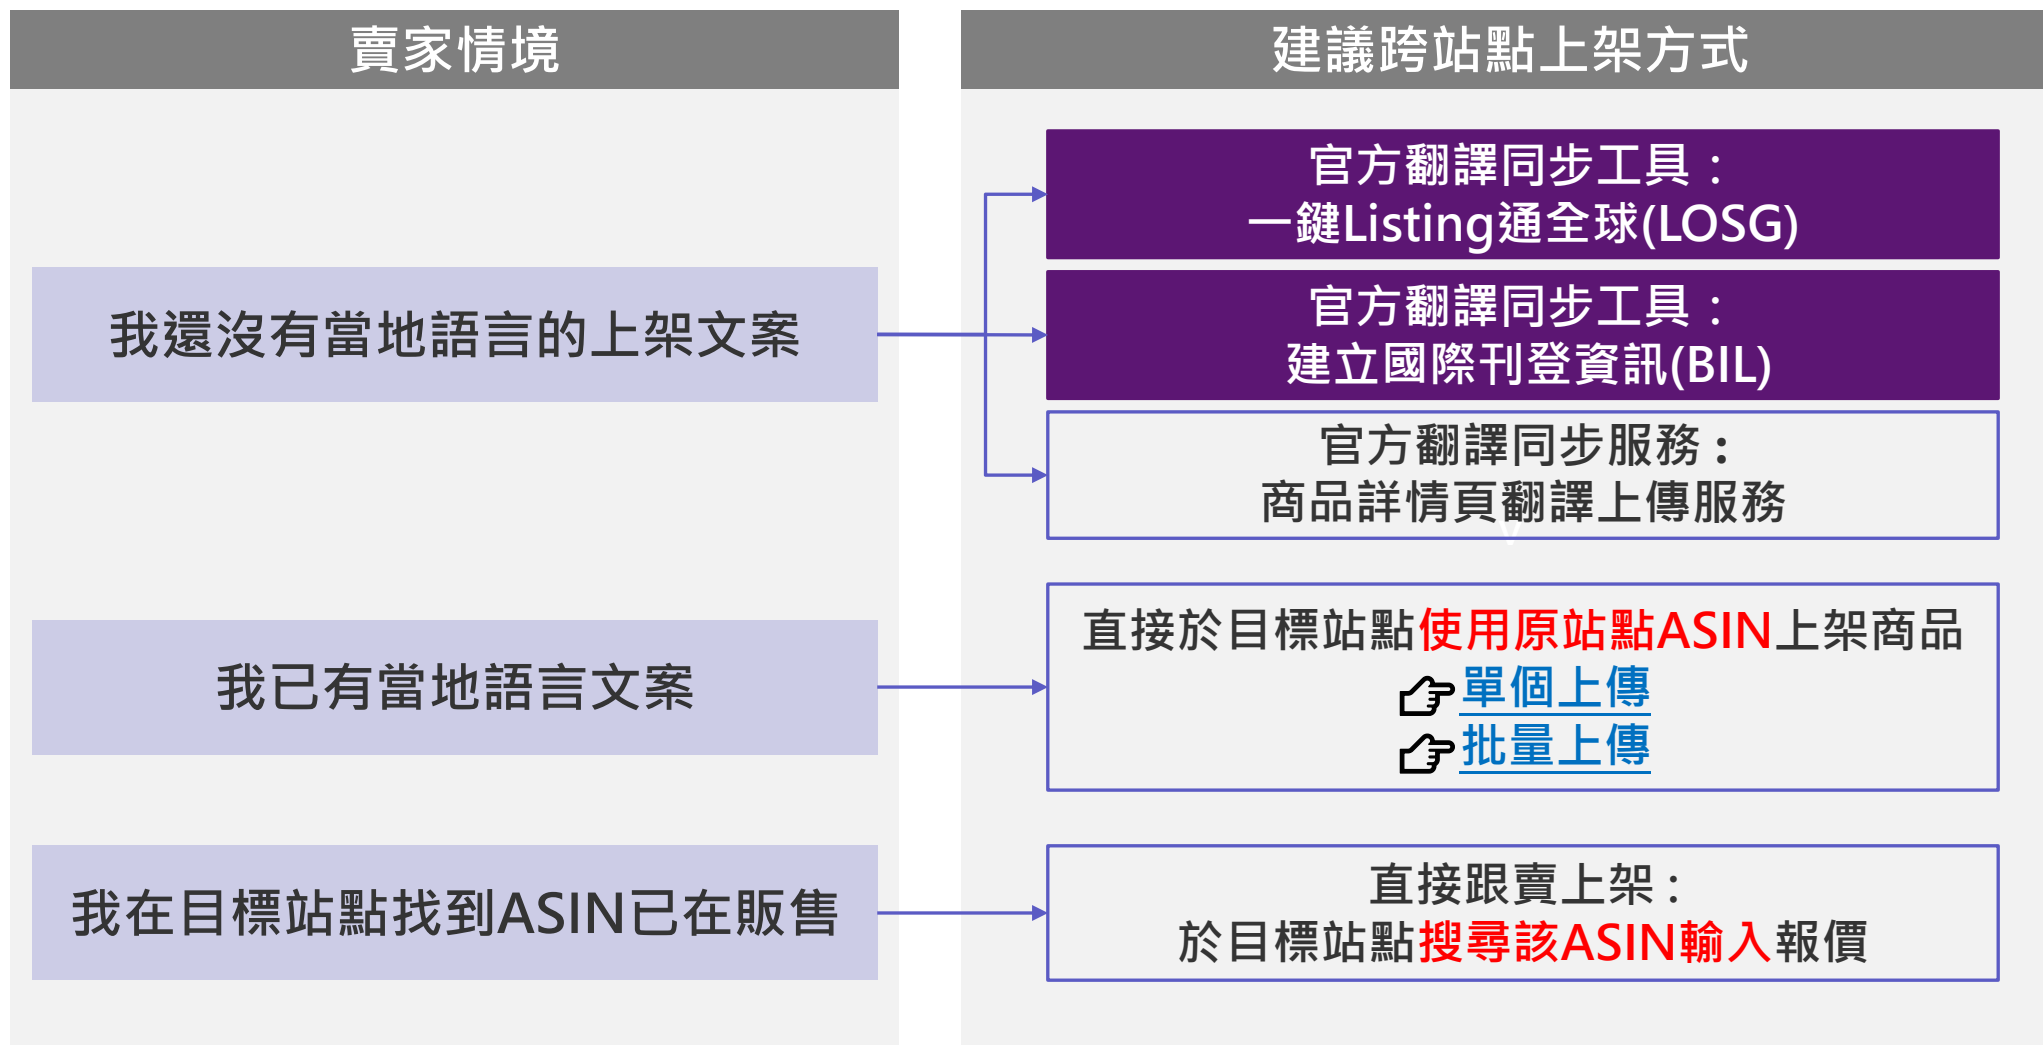 賣家情境
建議跨站點上架方式
我還沒有當地語言的上架文案
官方翻譯同步工具：
一鍵Listing通全球(LOSG)
官方翻譯同步工具：
建立國際刊登資訊(BIL)
官方翻譯同步服務：
商品詳情頁翻譯上傳服務
V
我已有當地語言文案
直接於目標站點使用原站點ASIN上架商品
單個上傳
批量上傳
我在目標站點找到ASIN已在販售
直接跟賣上架：
於目標站點搜尋該ASIN輸入報價